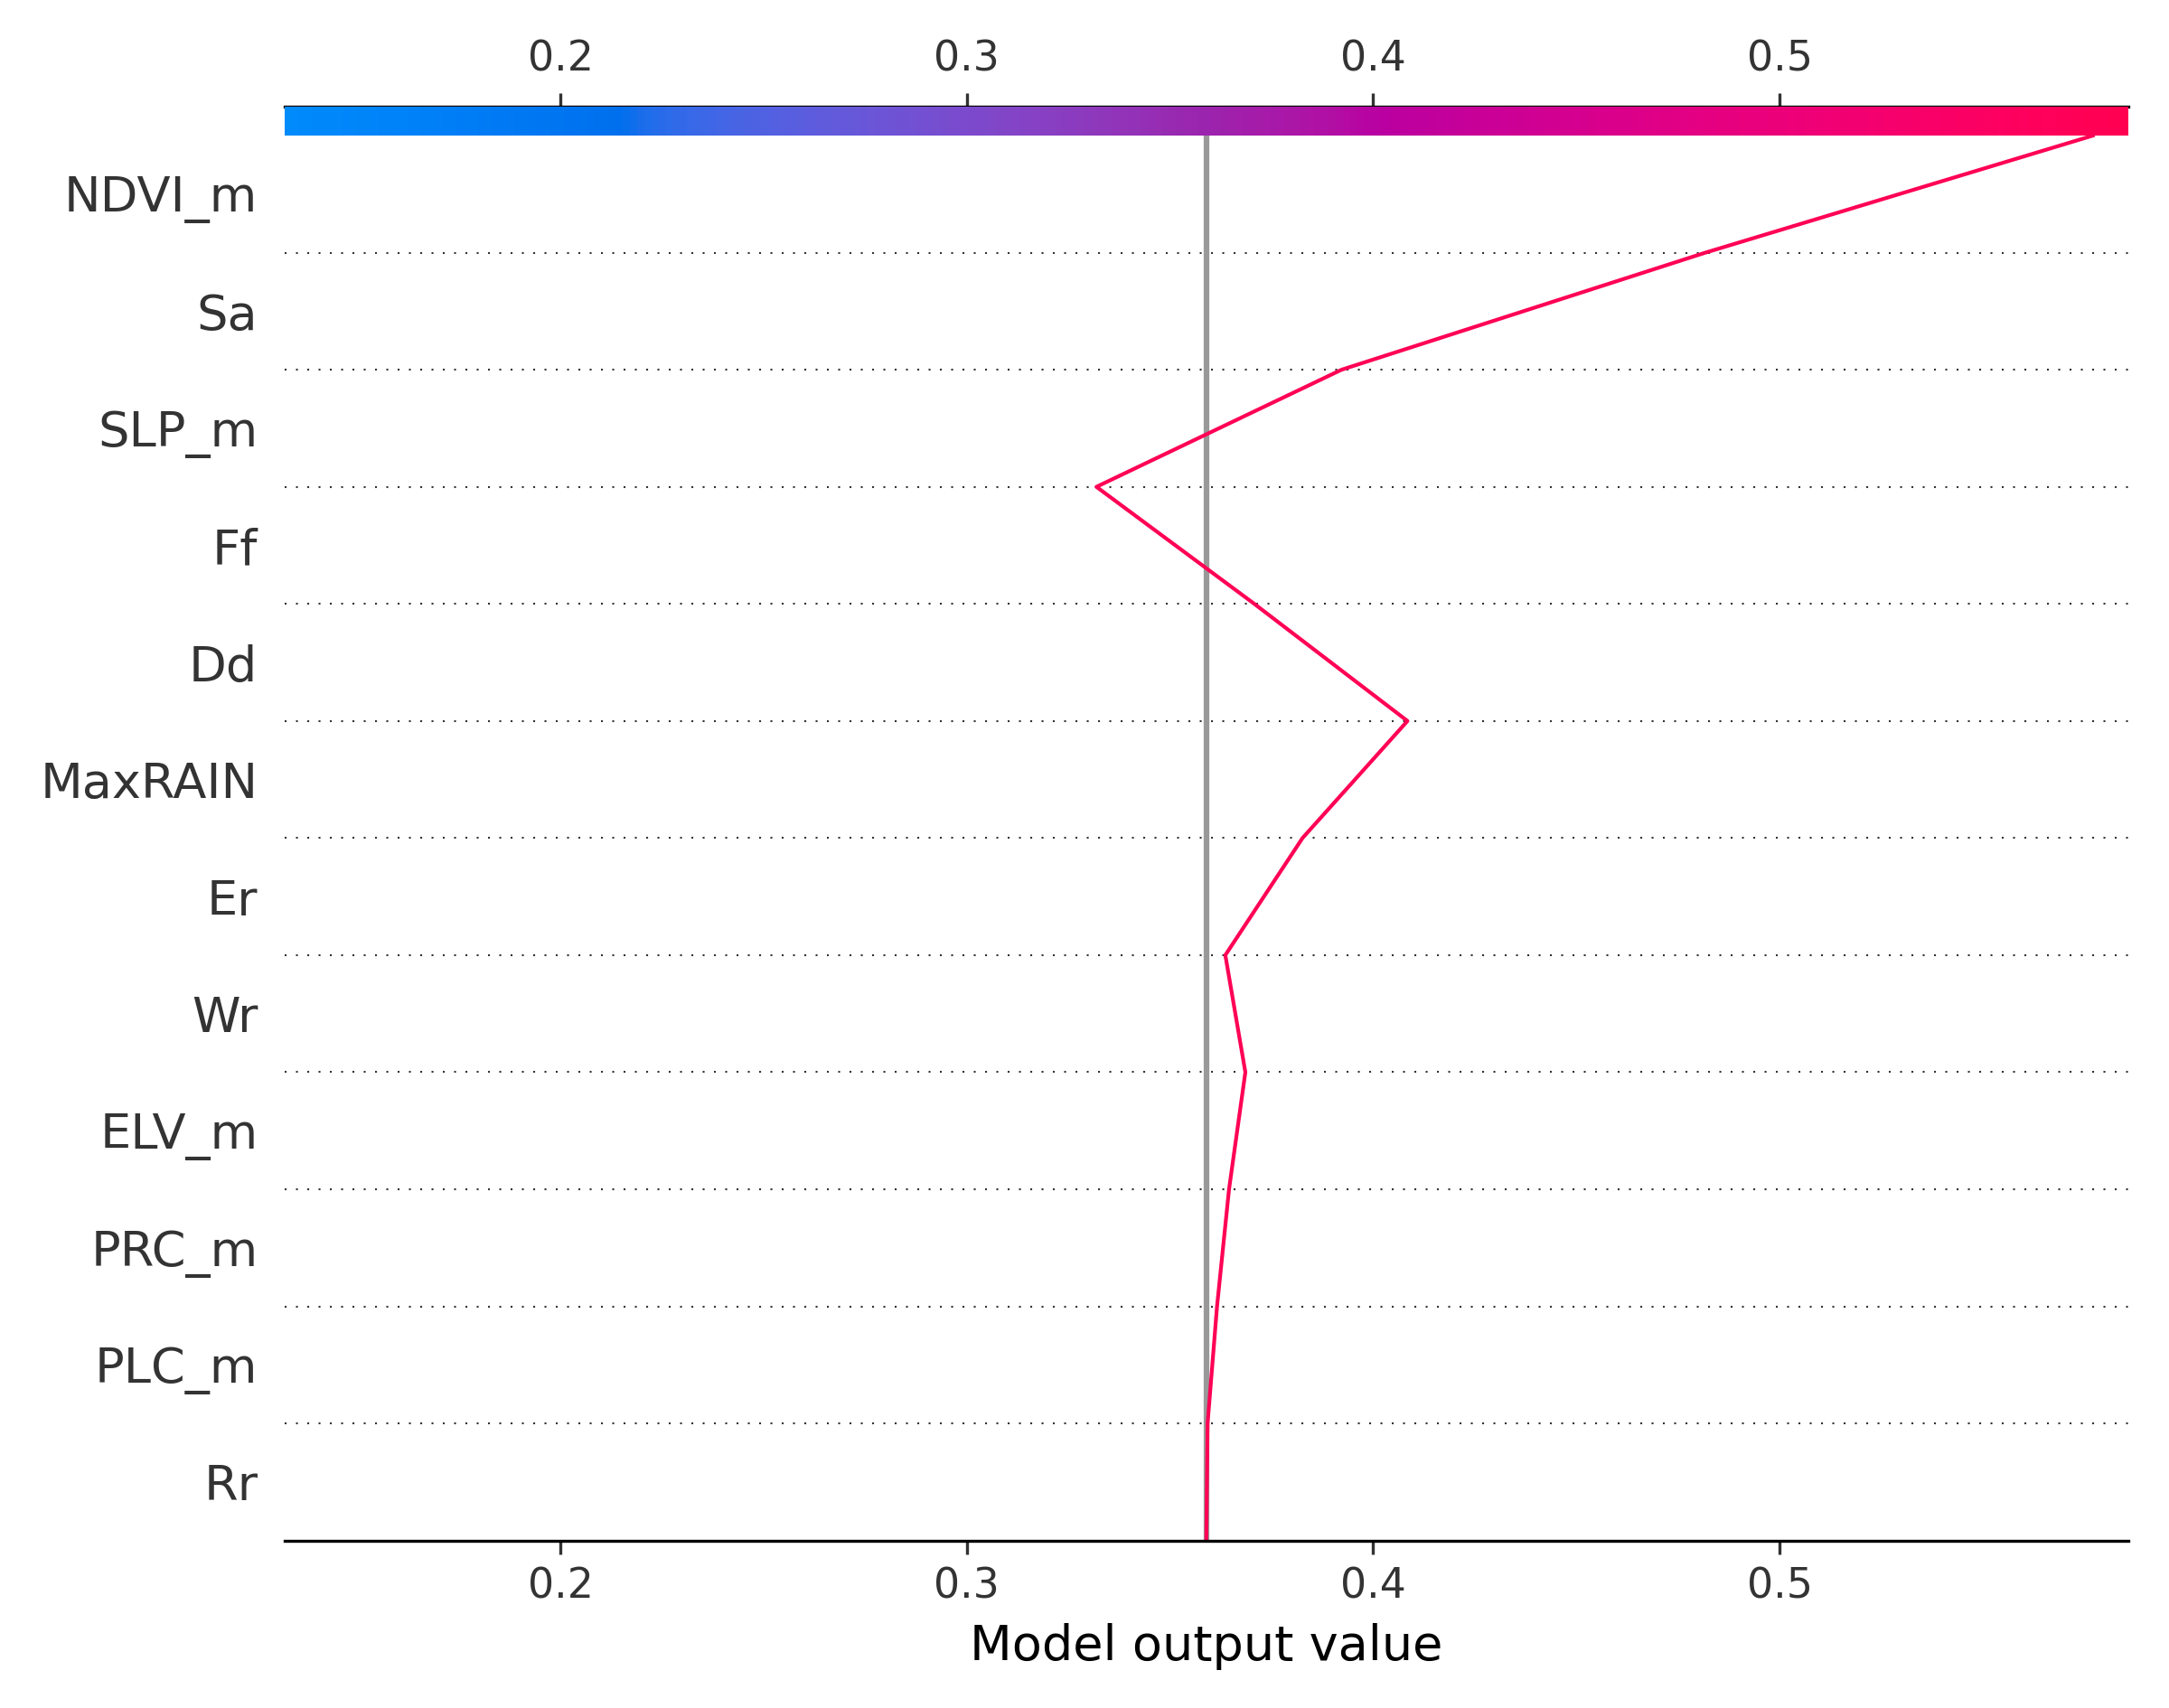 0.2 0.3 0.4 0.5
NDVI_m
Sa
SLP_m
Ff
Dd
MaxRAIN
Er
Wr
ELV_m
PRC_m
PLC_m
Rr
0.2 0.3 0.4 0.5
Model output value